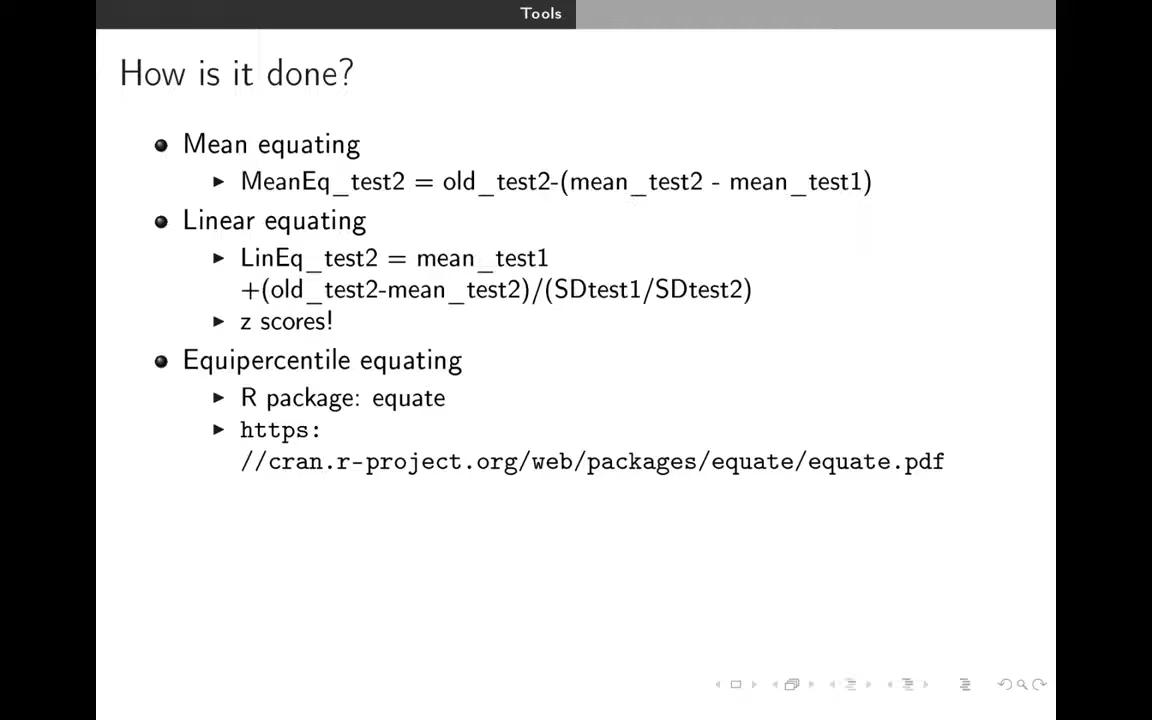 Tools
How is it done?
Mean equating
MeanEq_test2 = old_test2-(mean_test2 - mean_test1)
Linear equating
LinEq_test2 = mean_test1
+(old_test2-mean_test2)/(SDtest1/SDtest2)
z scores!
Equipercentile equating
R package: equate
https:
//cran.r-project.org/web/packages/equate/equate.pdf